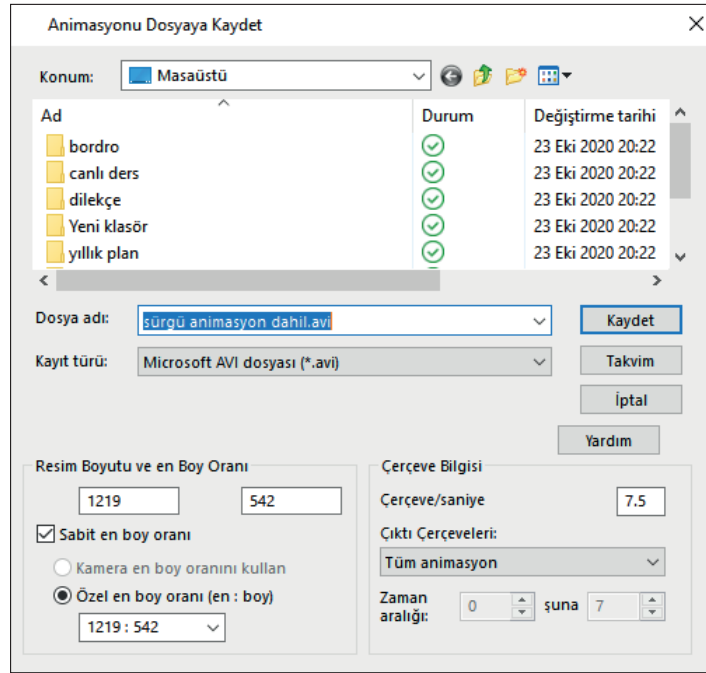 Animasyonu Dosyaya Kaydet
Konum: Masaüstü
Ad Durum Değiştirme tarihi
bordro 23 Eki 2020 20:22
canlı ders 23 Eki 2020 20:22
dilekçe 23 Eki 2020 20:22
Yeni klasör 23 Eki 2020 20:22
yıllık plan 23 Eki 2020 20:22
Dosya adı: sürgü animasyon dahil.avi Kaydet
Kayıt türü: Microsoft AVI dosyası (*.avi) Takvim
İptal
Yardım
Resim Boyutu ve en Boy Oranı
1219 542
Sabit en boy oranı
Kamera en boy oranını kullan
Özel en boy oranı (en : boy)
1219 : 542
Çerçeve Bilgisi
Çerçeve/saniye 7.5
Çıktı Çerçeveleri:
Tüm animasyon
Zaman
aralığı: 0 şuna 7